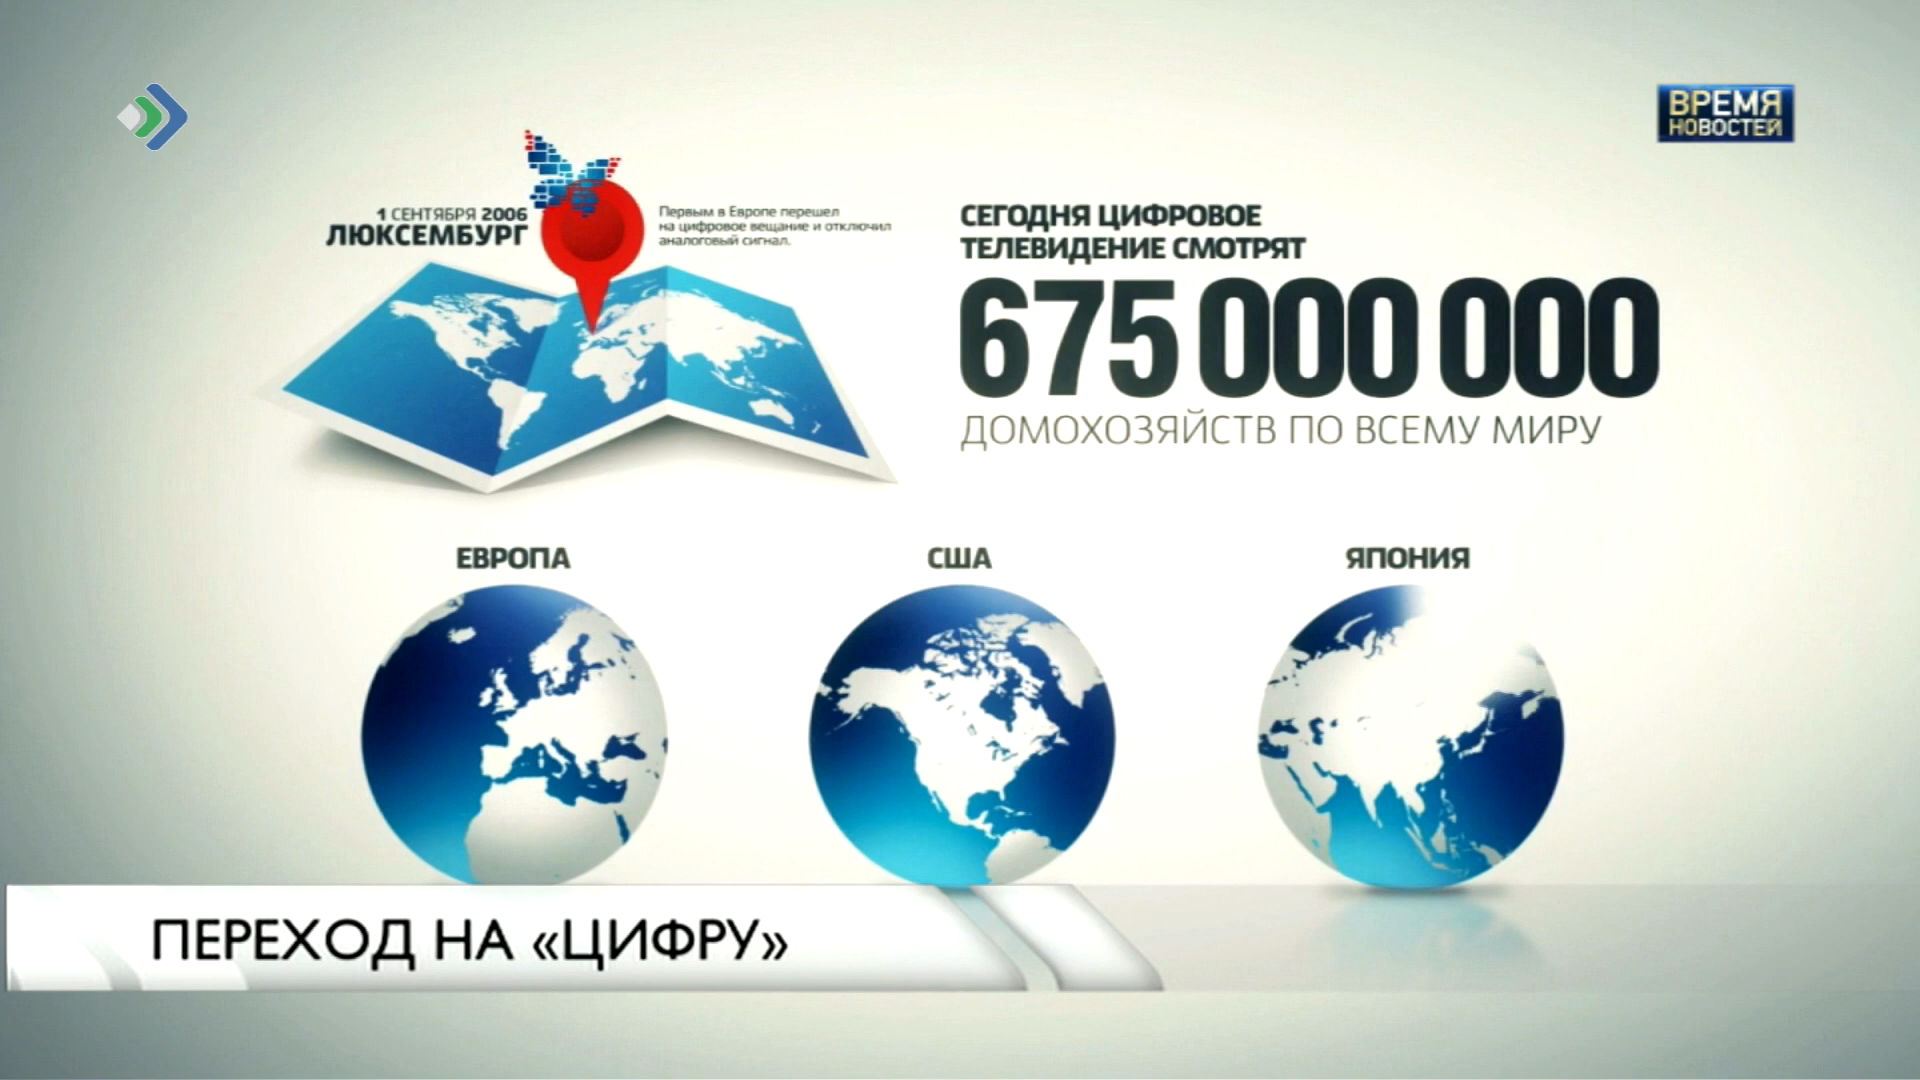 ВРЕМЯ
НОВОСТЕЙ
1 СЕНТЯБРЯ 2006
ЛЮКСЕМБУРГ
Первым в Европе перешел
на цифровое вещание и отключил
аналоговый сигнал.
СЕГОДНЯ ЦИФРОВОЕ
ТЕЛЕВИДЕНИЕ СМОТРЯТ
675 000 000
ДОМОХОЗЯЙСТВ ПО ВСЕМУ МИРУ
ЕВРОПА
США
ЯПОНИЯ
ПЕРЕХОД НА «ЦИФРУ»